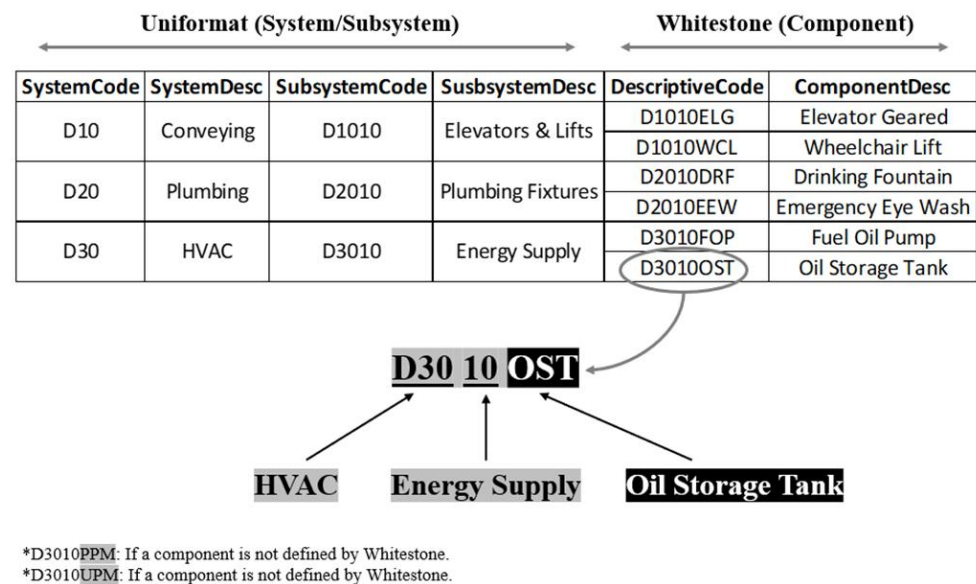 Uniformat (System/Subsystem) Whitestone (Component)
SystemCode SystemDesc SubsystemCode SusbsystemDesc DescriptiveCode ComponentDesc
D10 Conveying D1010 Elevators & Lifts D1010ELG Elevator Geared
D1010WCL Wheelchair Lift
D20 Plumbing D2010 Plumbing Fixtures D2010DRF Drinking Fountain
D2010EEW Emergency Eye Wash
D30 HVAC D3010 Energy Supply D3010FOP Fuel Oil Pump
D3010OST Oil Storage Tank
D30 10 OST
HVAC Energy Supply Oil Storage Tank
*D3010PPM: If a component is not defined by Whitestone.
*D3010UPM: If a component is not defined by Whitestone.